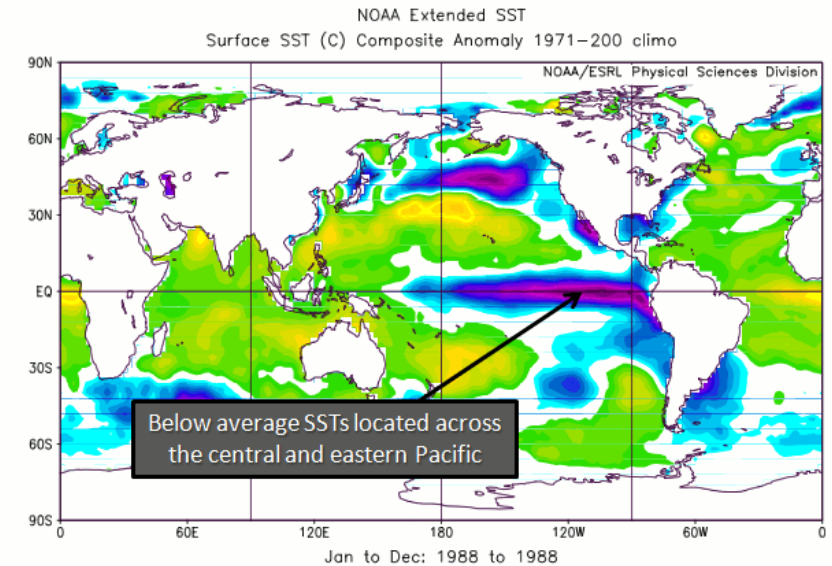 NOAA Extended SST
Surface SST (C) Composite Anomaly 1971-200 climo
NOAA/ESRL Physical Sciences Division
90N
60N
30N
EQ
30S
60S
90S
Below average SSTs located across
the central and eastern Pacific
0 60E 120E 180 120W 60W 0
Jan to Dec: 1988 to 1988